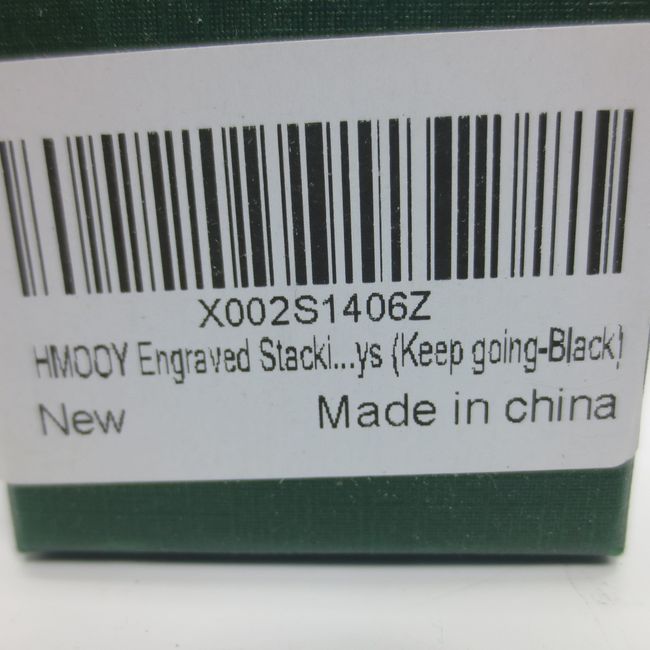 X002S1406Z
HMOOY Engraved Stacki...ys (Keep going-Black)
New Made in china